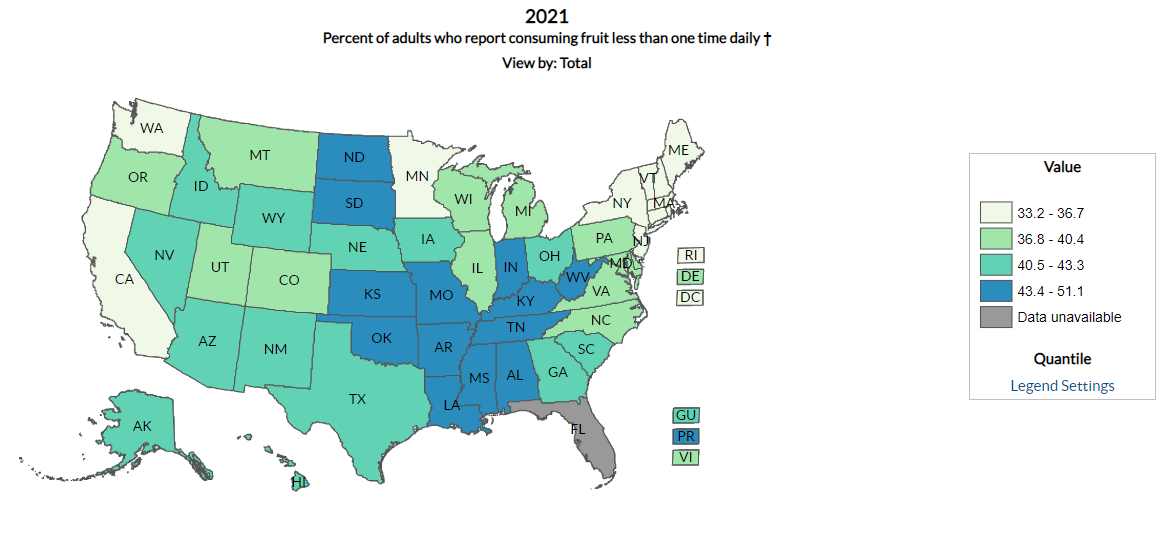 2021
Percent of adults who report consuming fruit less than one time daily †
View by: Total
WA
ME
MT
ND
MN
VT
OR
ID
SD
WI
MI
NY
MA
WY
NE
IA
PA
NJ
NV
UT
CO
IL
IN
OH
MD
RI
CA
KS
MO
WV
VA
DE
KY
DC
AZ
NM
OK
AR
TN
NC
TX
MS
AL
GA
SC
LA
FL
AK
HI
GU
PR
VI
Value
33.2 - 36.7
36.8 - 40.4
40.5 - 43.3
43.4 - 51.1
Data unavailable
Quantile
Legend Settings